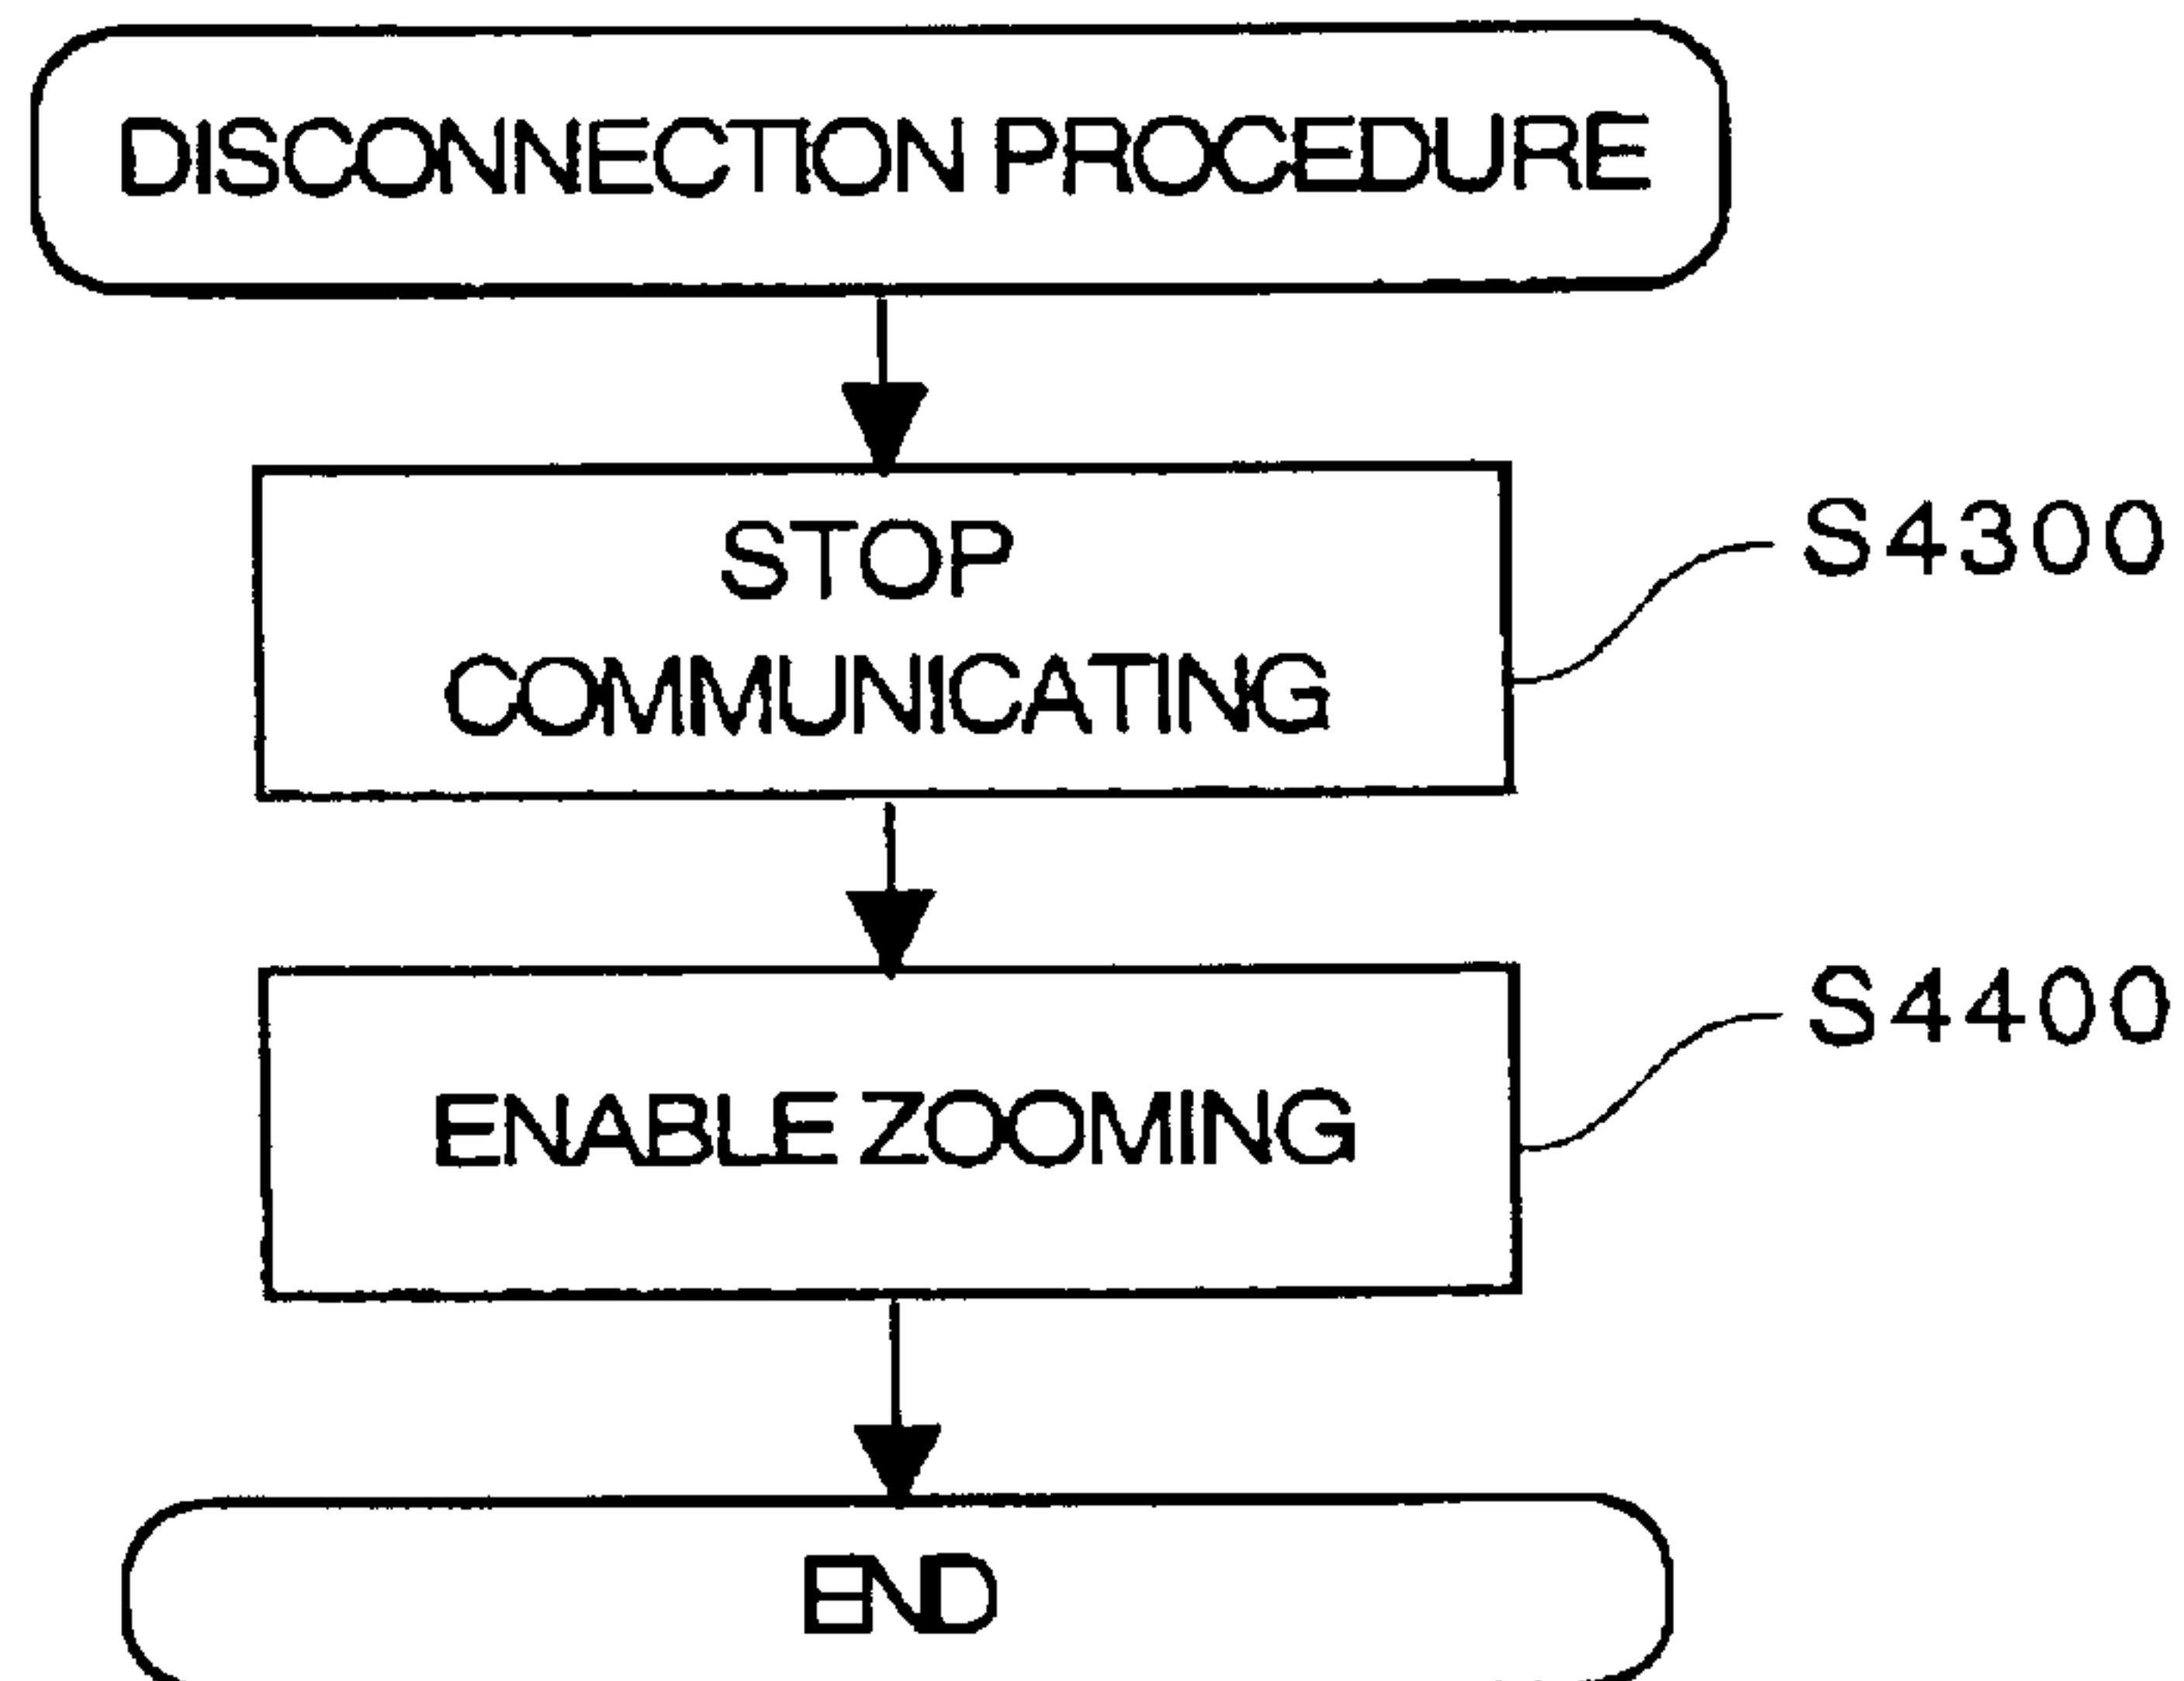 DISCONNECTION PROCEDURE
STOP
COMMUNICATING
S4300
ENABLE ZOOMING
S4400
END